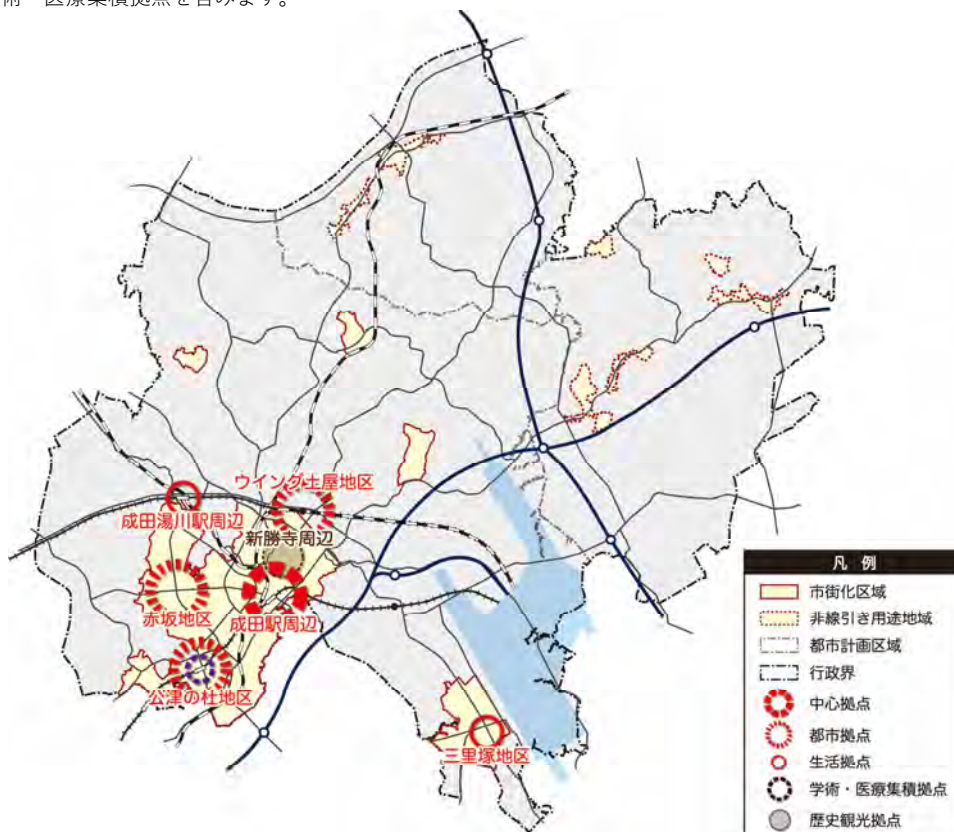 術・医療集積拠点を含みます。
ウイング土屋地区
成田湯川駅周辺
新勝寺周辺
赤坂地区
成田駅周辺
公津の杜地区
三里塚地区
凡例
市街化区域
非線引き用途地域
都市計画区域
行政界
中心拠点
都市拠点
生活拠点
学術・医療集積拠点
歴史観光拠点